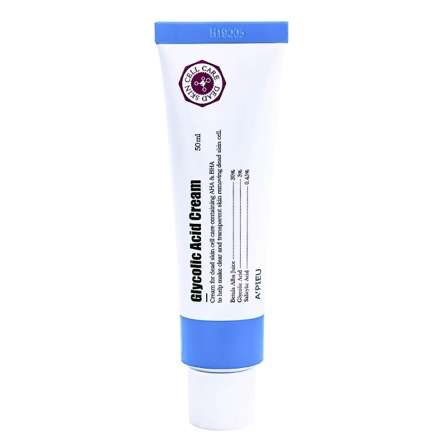 H19005
DEAD SKIN CELL CARE
Glycolic Acid Cream
50ml
Cream for dead skin cell care containing AHA & BHA
to help make clear and transparent skin removing dead skin cell.
Betula Alba Juice 30%
Glycolic Acid 3%
Salicylic Acid 0.45%
A'PIEU